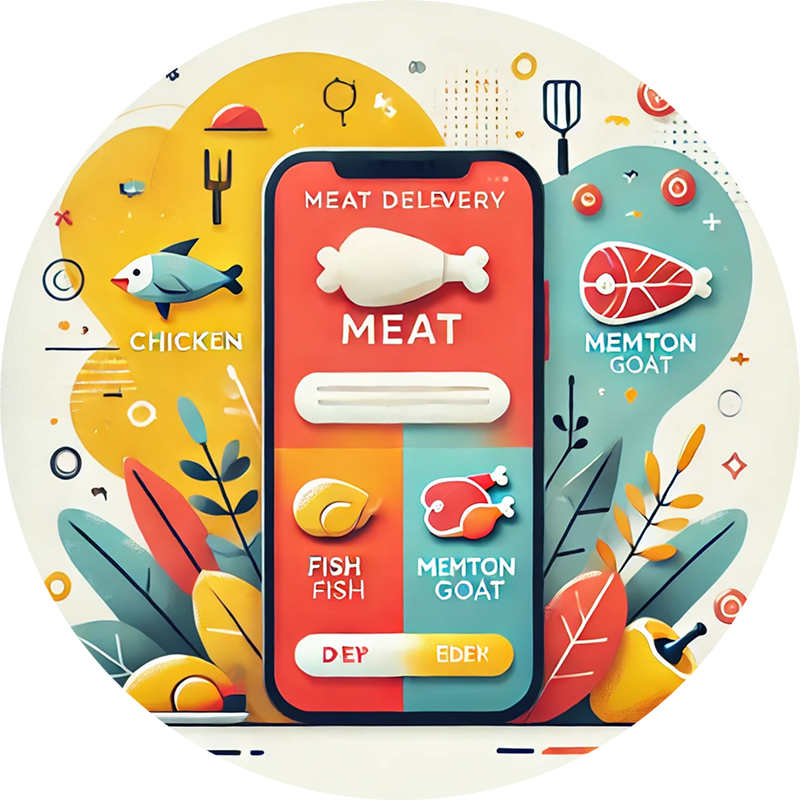 MEAT DELEVERY
MEAT
CHICKEN
MEMTON
GOAT
FISH
FISH
MEMTON
GOAT
DEP
EDEK